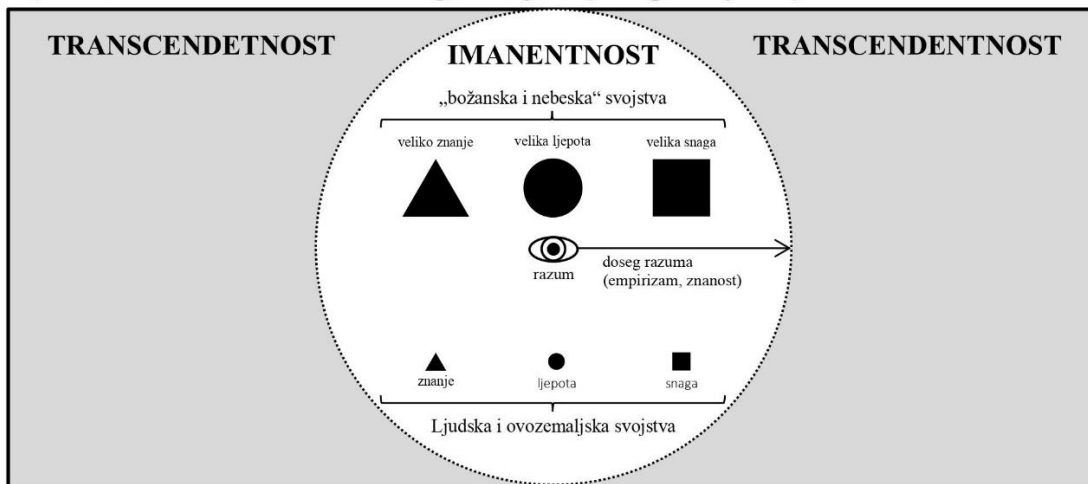 TRANSCENDETNOST
IMANENTNOST
TRANSCENDENTNOST
„božanska i nebeska“ svojstva
veliko znanje
velika ljepota
velika snaga
razum
doseg razuma
(empirizam, znanost)
znanje
ljepota
snaga
Ljudska i ovozemaljska svojstva